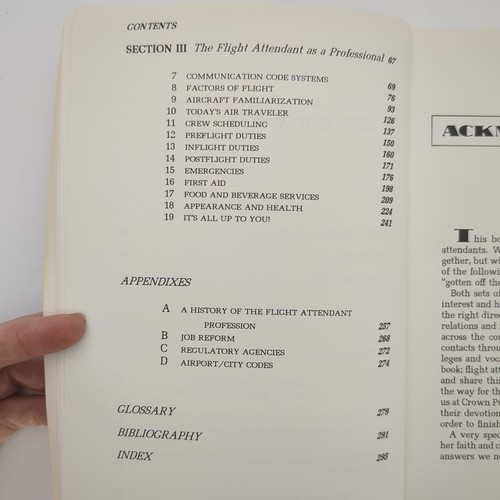 CONTENTS
SECTION III The Flight Attendant as a Professional 67
7 COMMUNICATION CODE SYSTEMS 69
8 FACTORS OF FLIGHT 76
9 AIRCRAFT FAMILIARIZATION 93
10 TODAY'S AIR TRAVELER 126
11 CREW SCHEDULING 137
12 PREFLIGHT DUTIES 150
13 INFLIGHT DUTIES 160
14 POSTFLIGHT DUTIES 171
15 EMERGENCIES 176
16 FIRST AID 198
17 FOOD AND BEVERAGE SERVICES 209
18 APPEARANCE AND HEALTH 224
19 IT'S ALL UP TO YOU! 241
APPENDIXES
A A HISTORY OF THE FLIGHT ATTENDANT
PROFESSION 257
B JOB REFORM 268
C REGULATORY AGENCIES 272
D AIRPORT/CITY CODES 274
GLOSSARY 279
BIBLIOGRAPHY 291
INDEX 295
ACKN
This bo
attendants. W
gether, but wi
of the followi
"gotten off the
Both sets of
interest and h
the right direc
relations and
across the co
contacts throu
leges and voc
book; flight att
and share this
the way for th
us at Crown Pu
their devotion
order to finish
A very spec
her faith and c
answers we ne